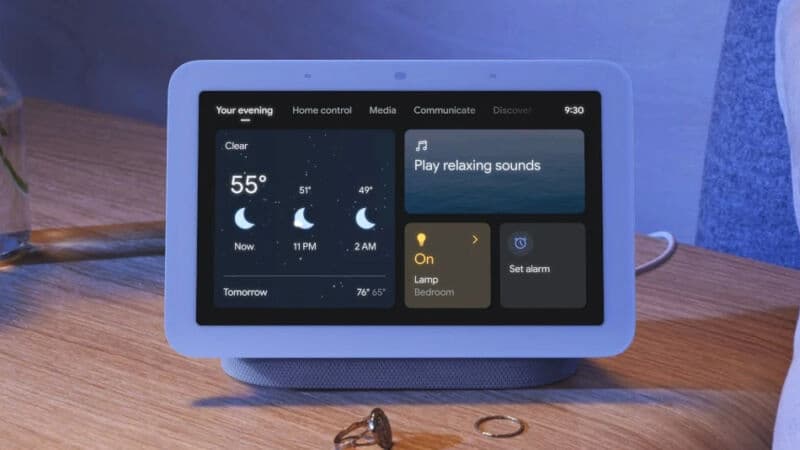 Your evening Home control Media Communicate Discover 9:30
Clear
55° 51° 49°
Now 11 PM 2 AM
Tomorrow 76° 65°
Play relaxing sounds
On
Lamp
Bedroom
Set alarm